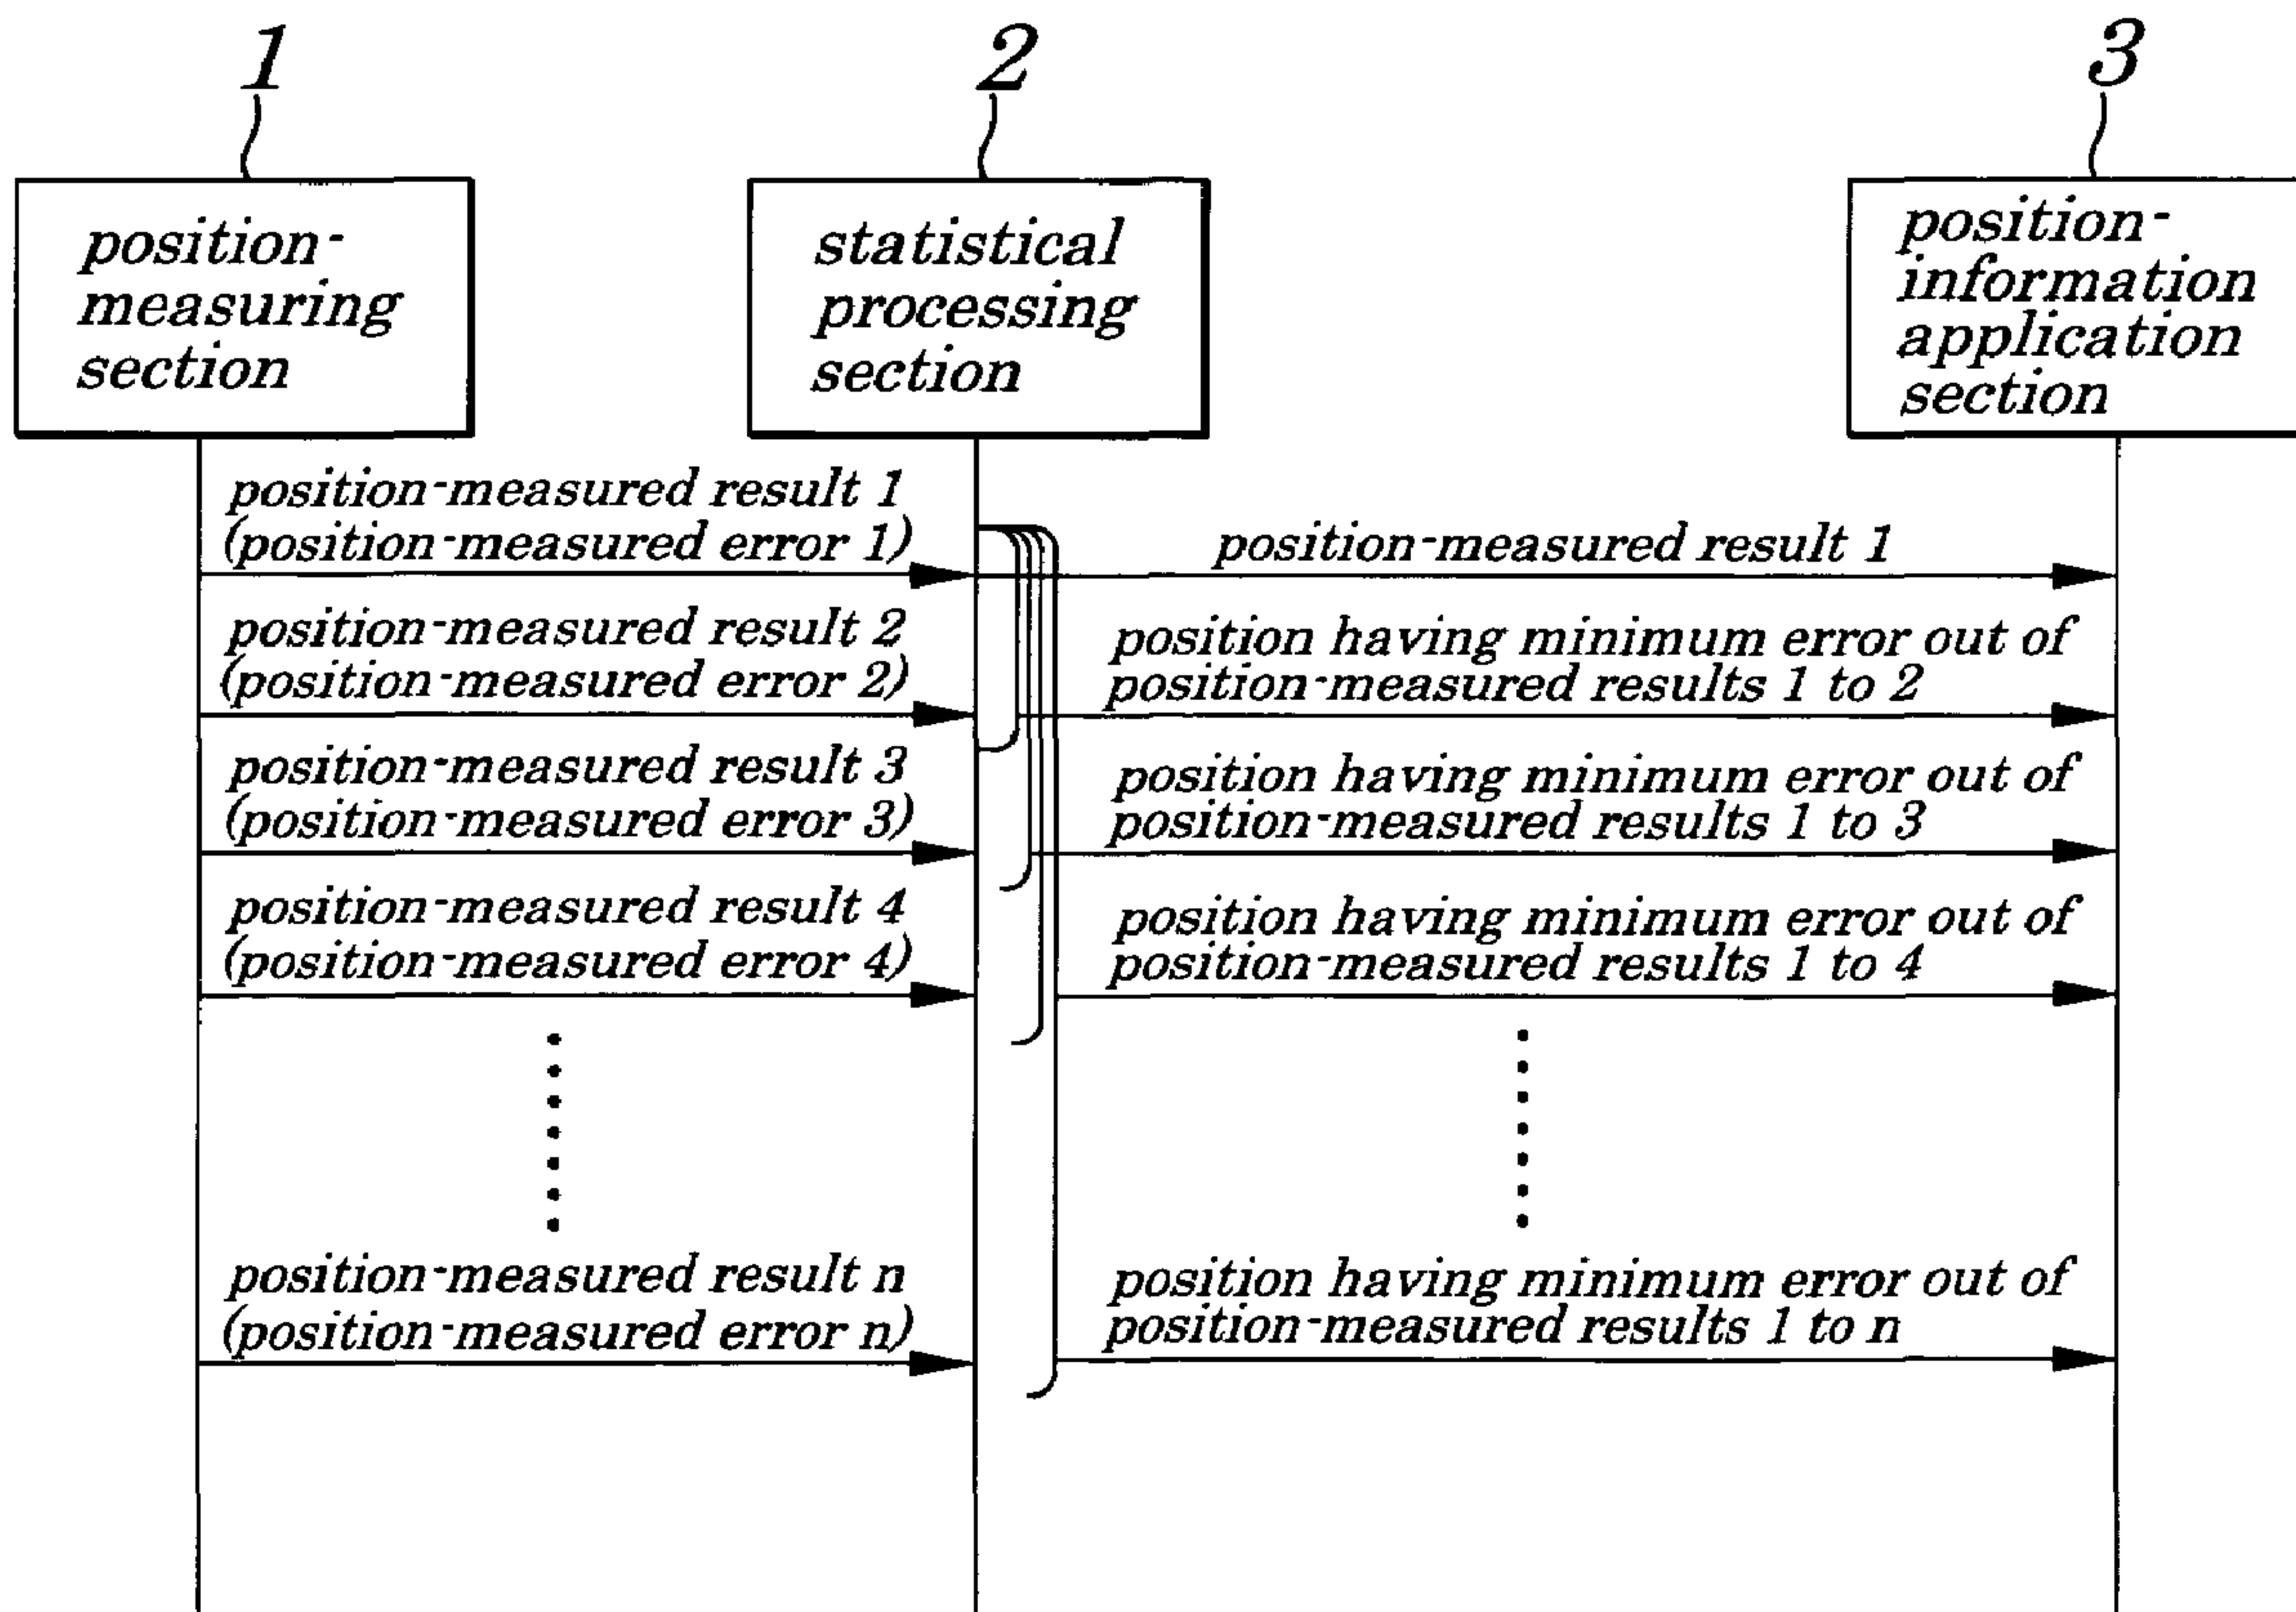 1
2
3
position-
measuring
section
statistical
processing
section
position-
information
application
section
position-measured result 1
(position-measured error 1)
position-measured result 1
position-measured result 2
(position-measured error 2)
position having minimum error out of
position-measured results 1 to 2
position-measured result 3
(position-measured error 3)
position having minimum error out of
position-measured results 1 to 3
position-measured result 4
(position-measured error 4)
position having minimum error out of
position-measured results 1 to 4
position-measured result n
(position-measured error n)
position having minimum error out of
position-measured results 1 to n